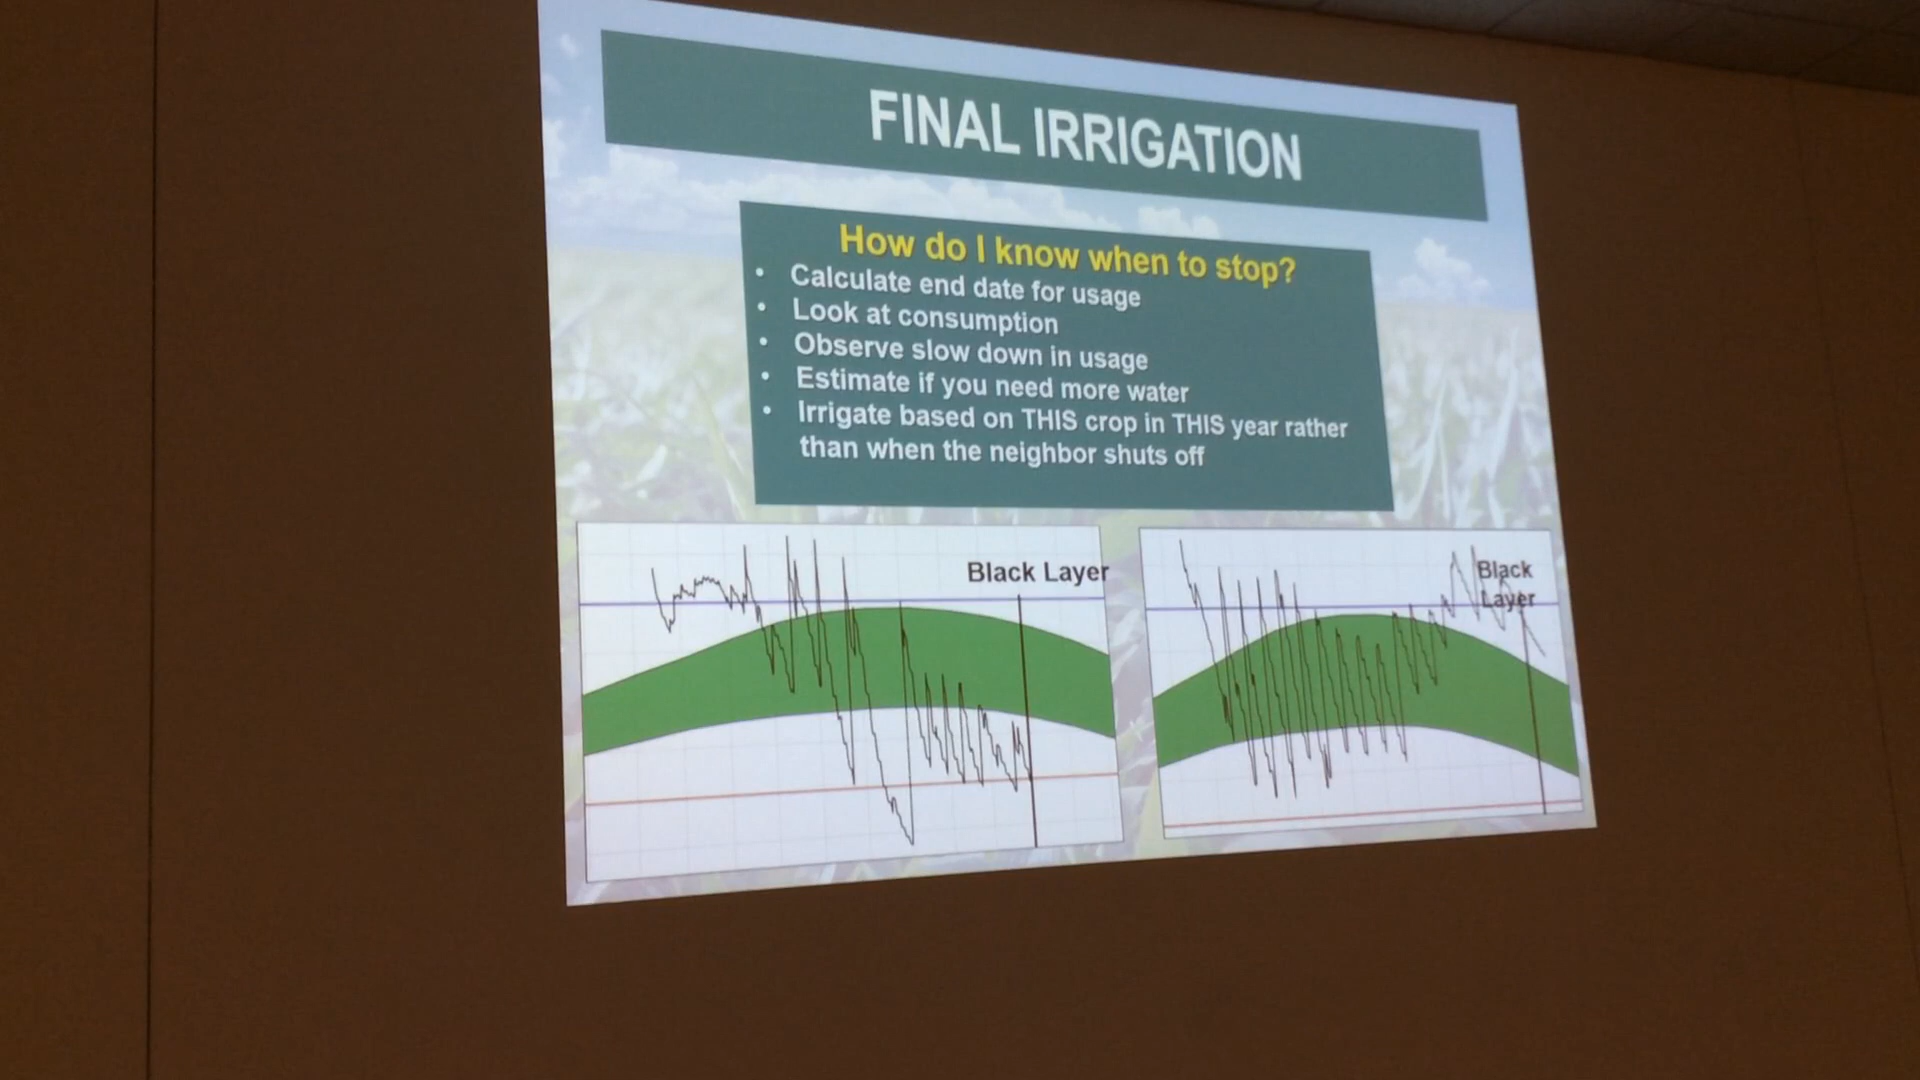 FINAL IRRIGATION
How do I know when to stop?
• Calculate end date for usage
• Look at consumption
• Observe slow down in usage
• Estimate if you need more water
• Irrigate based on THIS crop in THIS year rather
than when the neighbor shuts off
Black Layer
Black
Layer